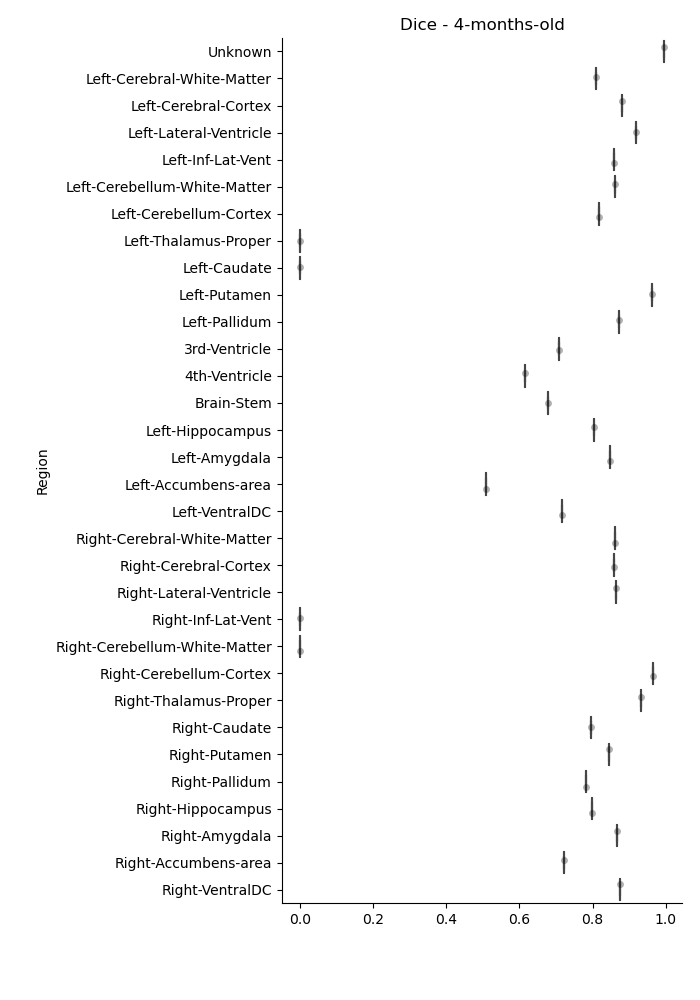 Dice - 4-months-old
Unknown
Left-Cerebral-White-Matter
Left-Cerebral-Cortex
Left-Lateral-Ventricle
Left-Inf-Lat-Vent
Left-Cerebellum-White-Matter
Left-Cerebellum-Cortex
Left-Thalamus-Proper
Left-Caudate
Left-Putamen
Left-Pallidum
3rd-Ventricle
4th-Ventricle
Brain-Stem
Left-Hippocampus
Left-Amygdala
Left-Accumbens-area
Left-VentralDC
Right-Cerebral-White-Matter
Right-Cerebral-Cortex
Right-Lateral-Ventricle
Right-Inf-Lat-Vent
Right-Cerebellum-White-Matter
Right-Cerebellum-Cortex
Right-Thalamus-Proper
Right-Caudate
Right-Putamen
Right-Pallidum
Right-Hippocampus
Right-Amygdala
Right-Accumbens-area
Right-VentralDC
Region
0.0 0.2 0.4 0.6 0.8 1.0